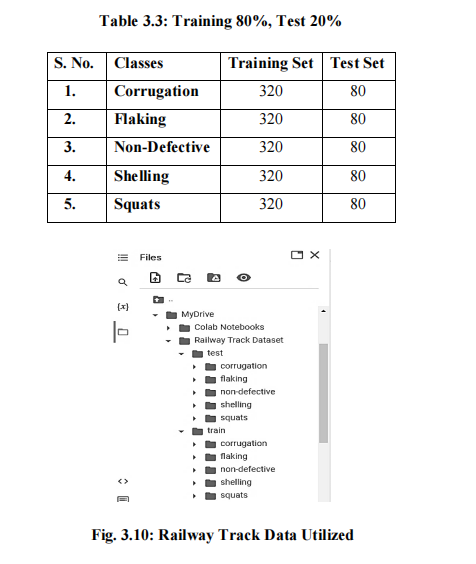 Table 3.3: Training 80%, Test 20%
S. No. Classes Training Set Test Set
1. Corrugation 320 80
2. Flaking 320 80
3. Non-Defective 320 80
4. Shelling 320 80
5. Squats 320 80
Files
{x}
..
MyDrive
Colab Notebooks
Railway Track Dataset
test
corrugation
flaking
non-defective
shelling
squats
train
corrugation
flaking
non-defective
shelling
squats
Fig. 3.10: Railway Track Data Utilized